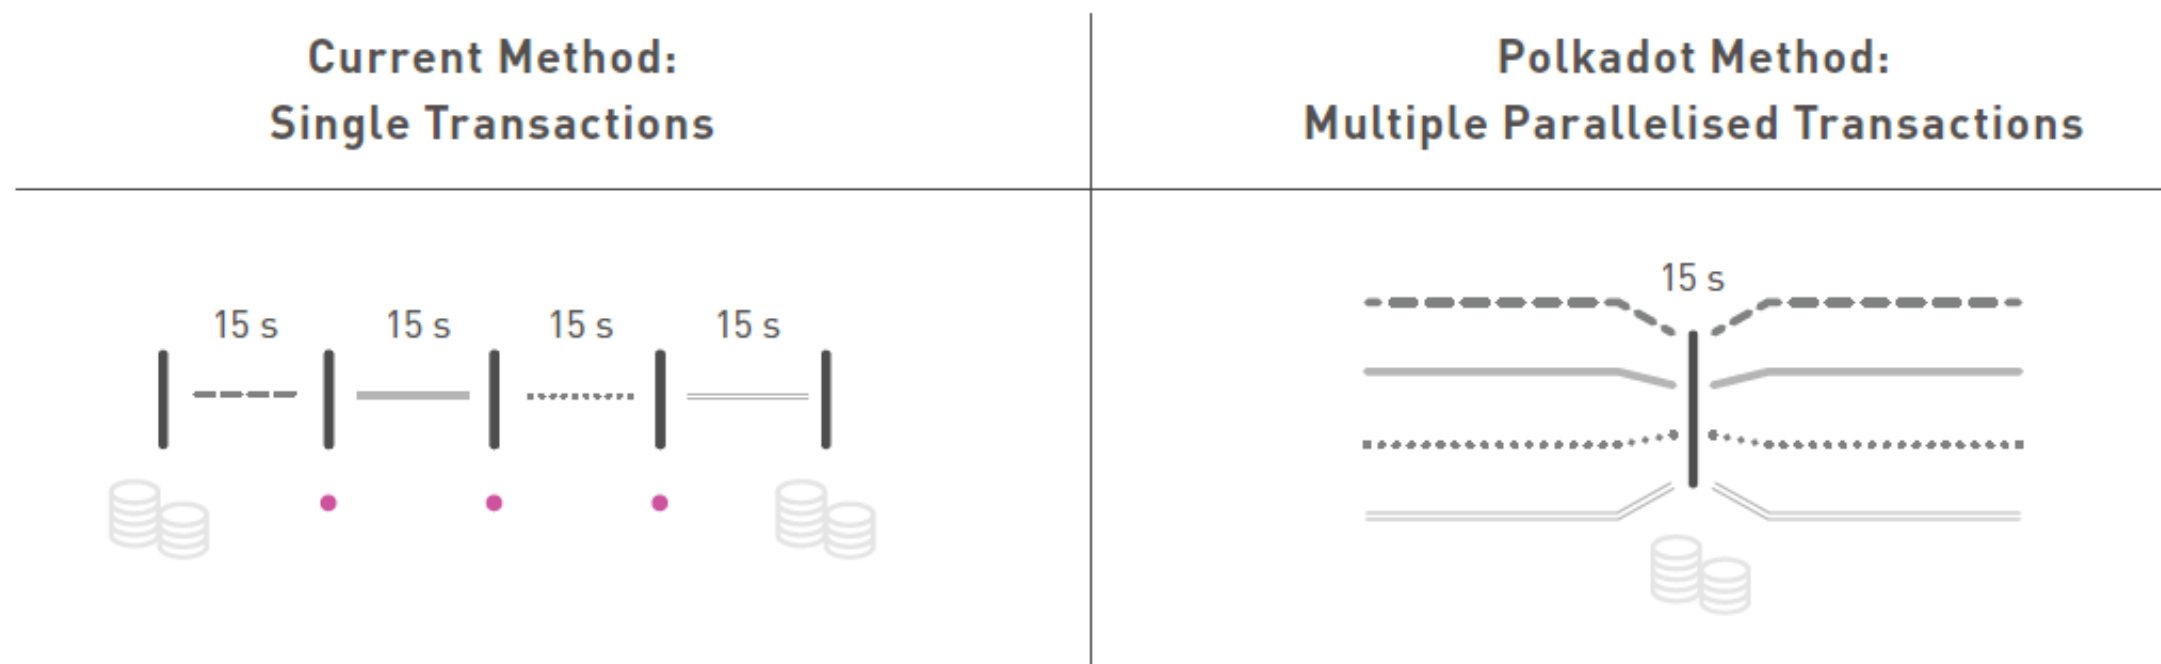 Current Method:
Single Transactions
Polkadot Method:
Multiple Parallelised Transactions
15 s
15 s
15 s
15 s
15 s